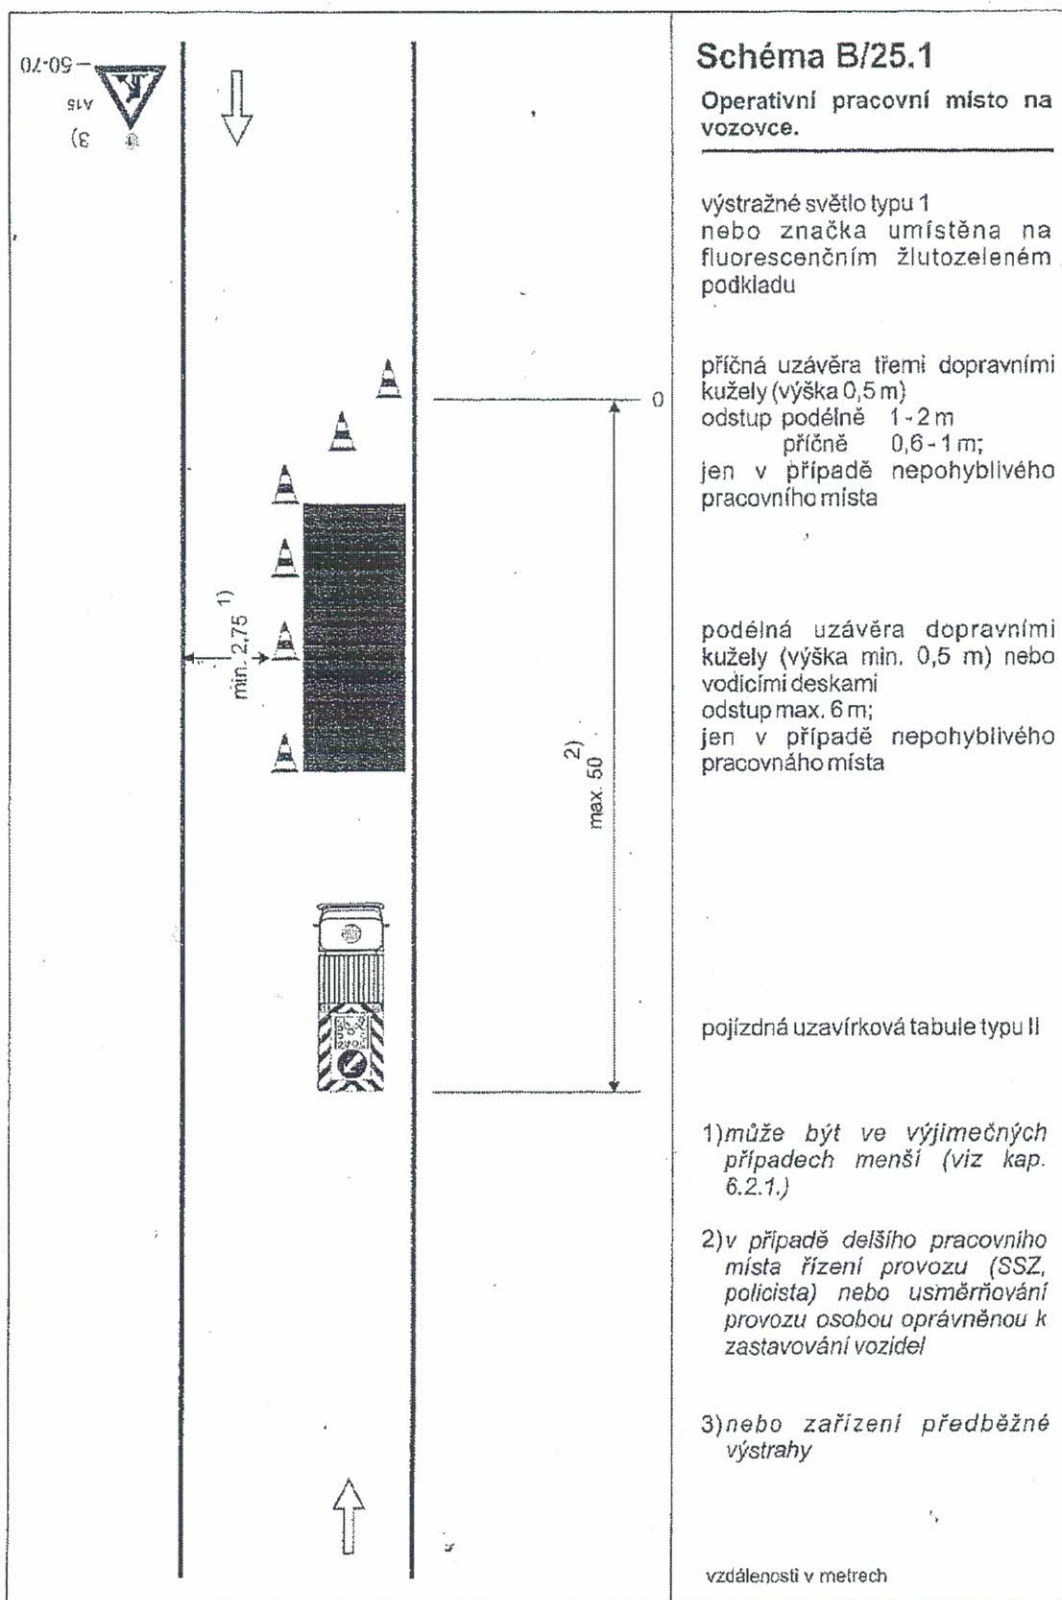 Schéma B/25.1
Operativní pracovní místo na
vozovce.
výstražné světlo typu 1
nebo značka umístěna na
fluorescenčním žlutozeleném
podkladu
příčná uzávěra třemi dopravními
kužely (výška 0,5 m)
odstup podélně 1 - 2 m
příčně 0,6 - 1 m;
jen v případě nepohyblivého
pracovního místa
podélná uzávěra dopravními
kužely (výška min. 0,5 m) nebo
vodicími deskami
odstup max. 6 m;
jen v případě nepohyblivého
pracovnáho místa
pojízdná uzavírková tabule typu II
1) může být ve výjimečných
případech menší (viz kap.
6.2.1.)
2) v případě delšího pracovního
místa řízení provozu (SSZ,
policista) nebo usměrňování
provozu osobou oprávněnou k
zastavování vozidel
3) nebo zařízení předběžné
výstrahy
vzdálenosti v metrech
50-70
A15
3)
0
min. 2,75 1)
max. 50 2)